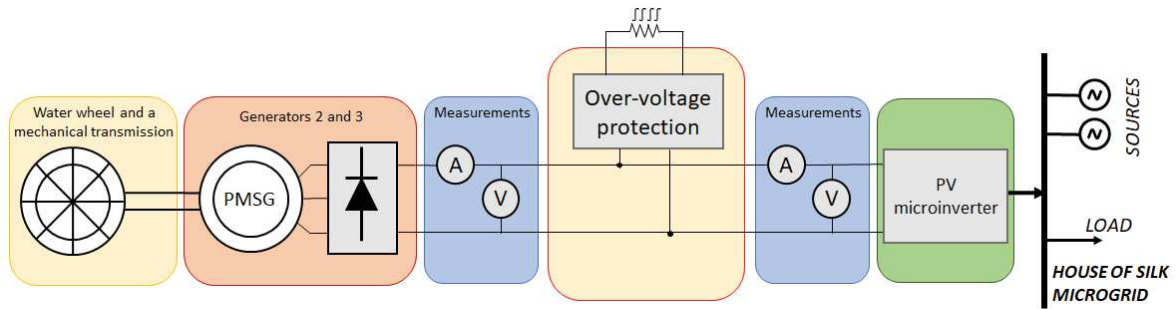 Water wheel and a
mechanical transmission
Generators 2 and 3
PMSG
Measurements
A
V
Over-voltage
protection
Measurements
A
V
PV
microinverter
SOURCES
LOAD
HOUSE OF SILK
MICROGRID